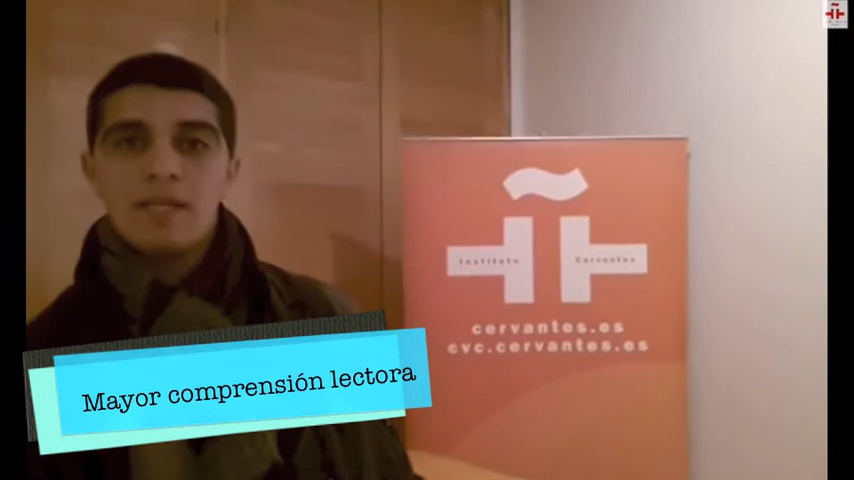 Instituto Cervantes
cervantes.es
cvc.cervantes.es
Mayor comprensión lectora